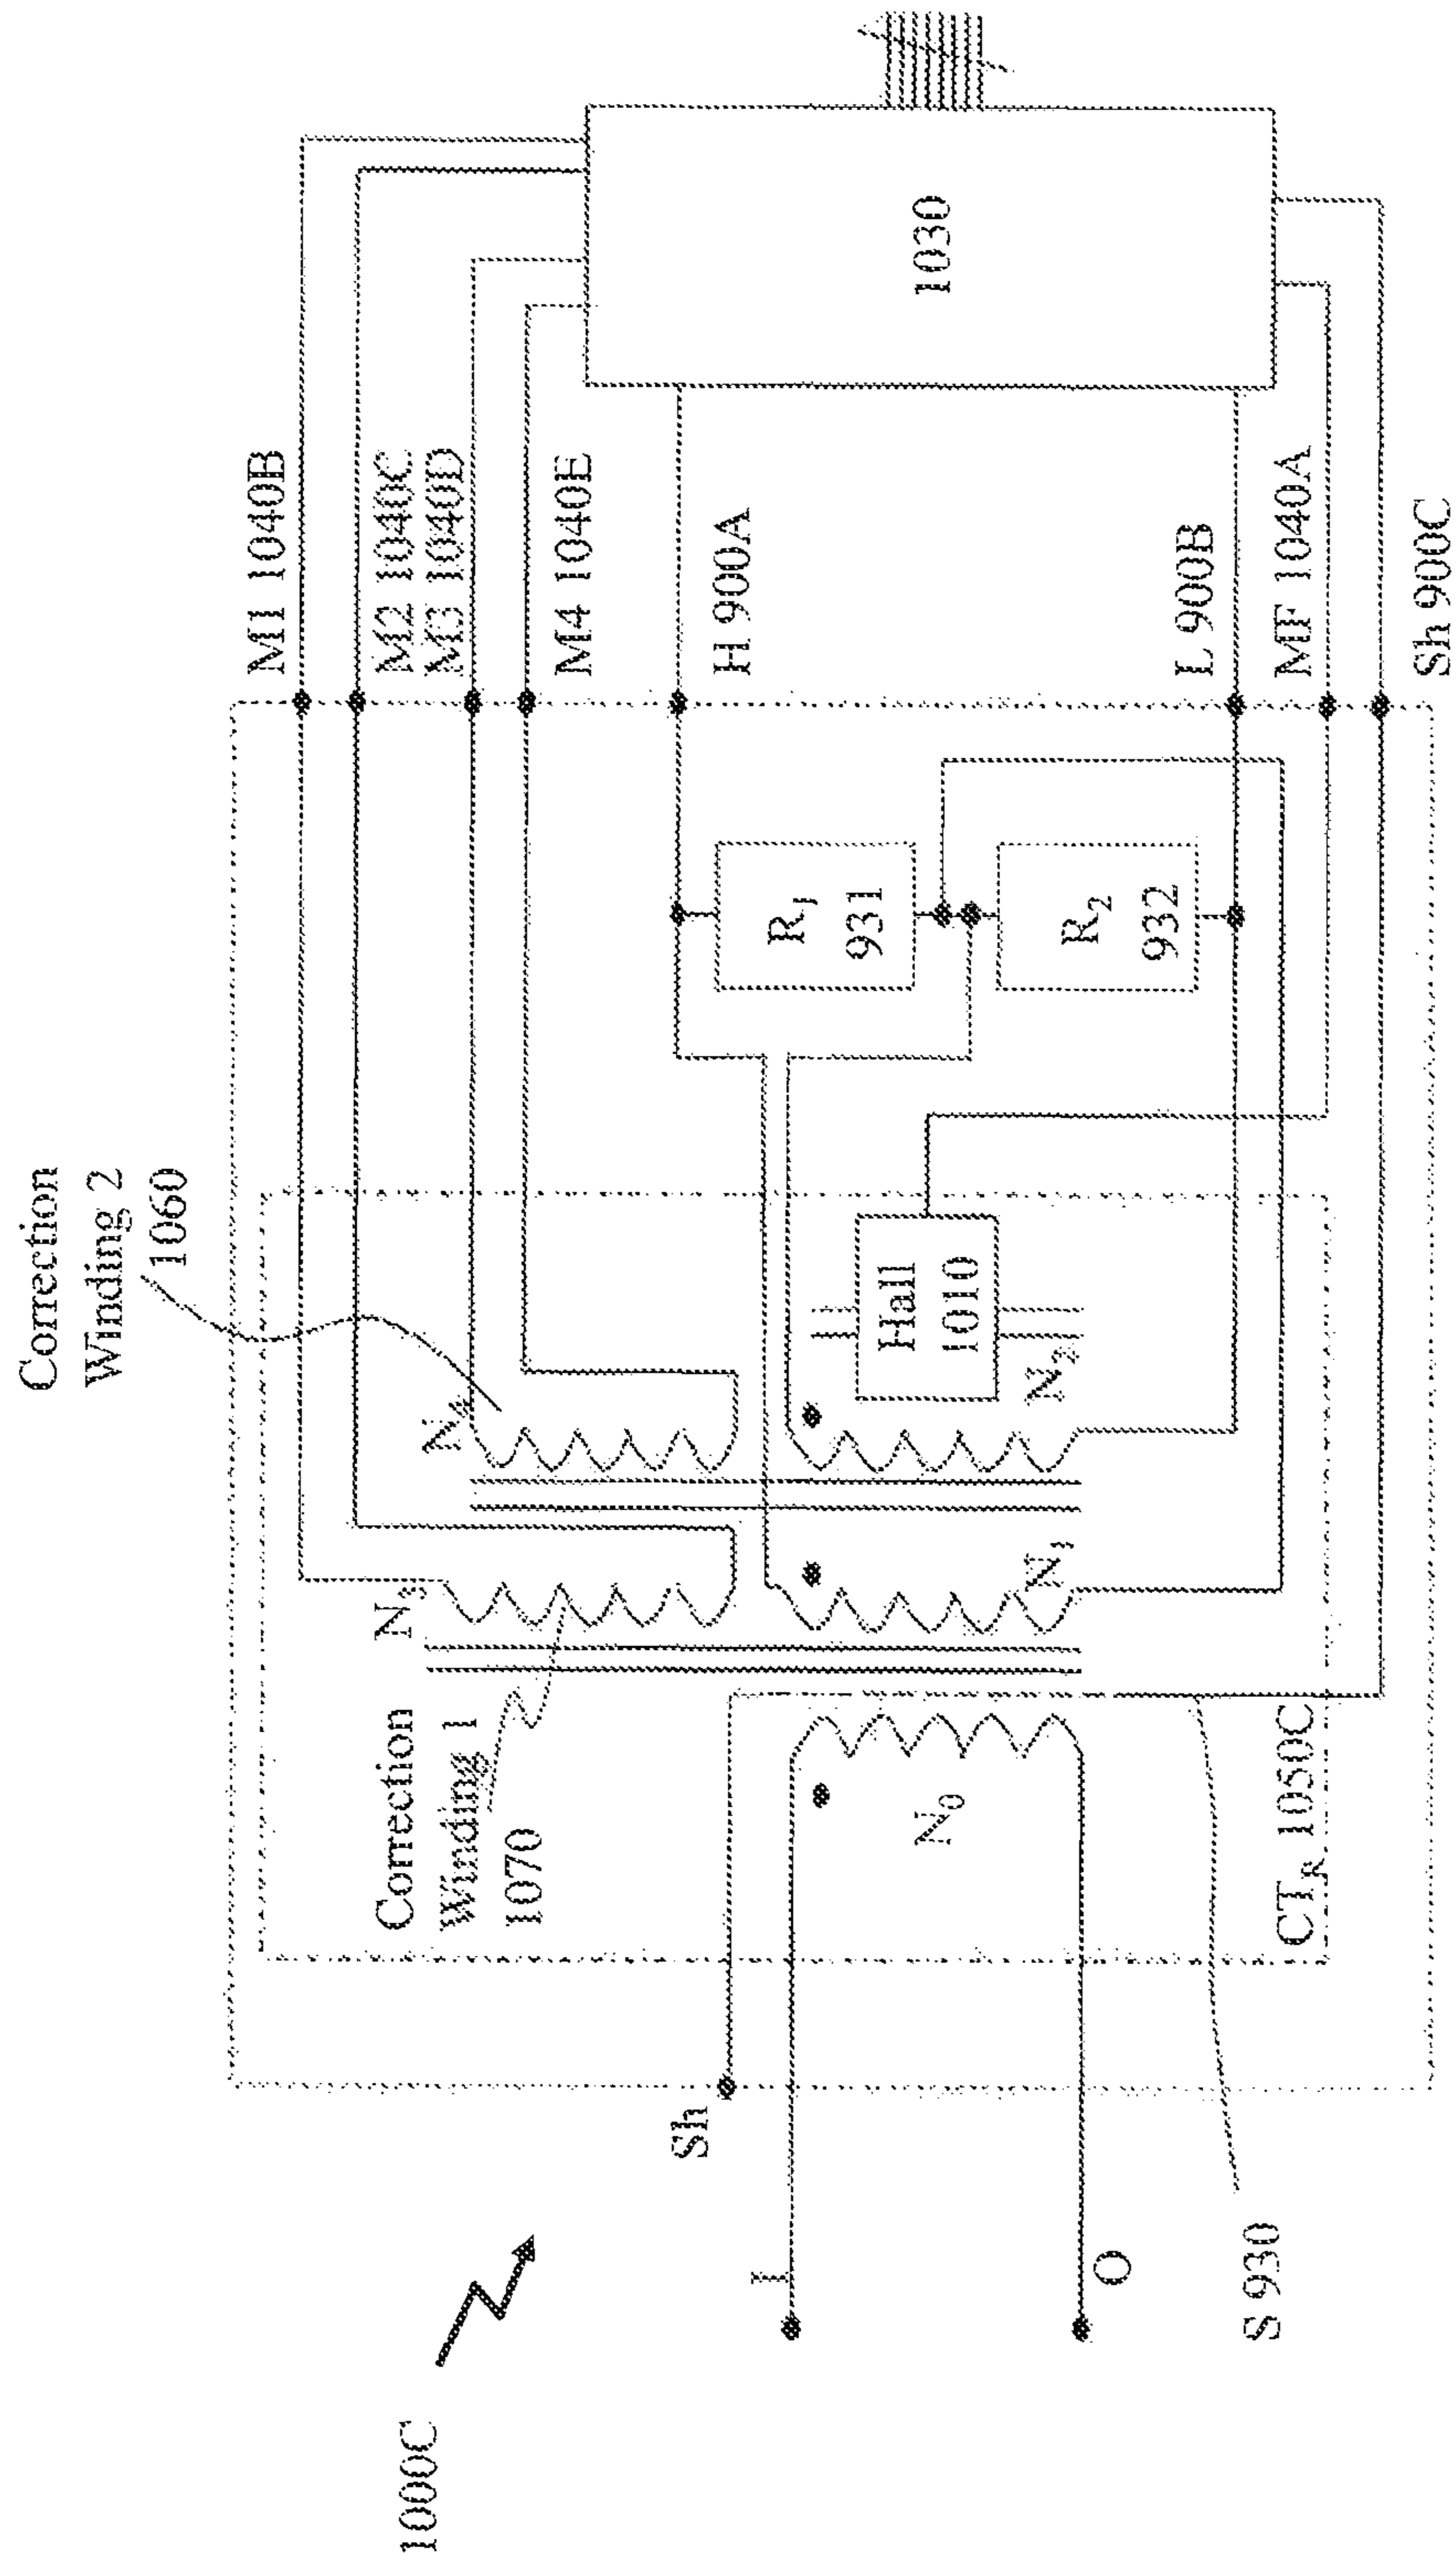 1000C
Correction
Winding 2
1060
M1 1040B
M2 1040C
M3 1040D
M4 1040E
H 900A
L 900B
MF 1040A
Sh 900C
1030
R1
931
R2
932
Hall
1010
N4
N2
N3
N1
Correction
Winding 1
1070
N0
CTR 1050C
Sh
I
O
S 930